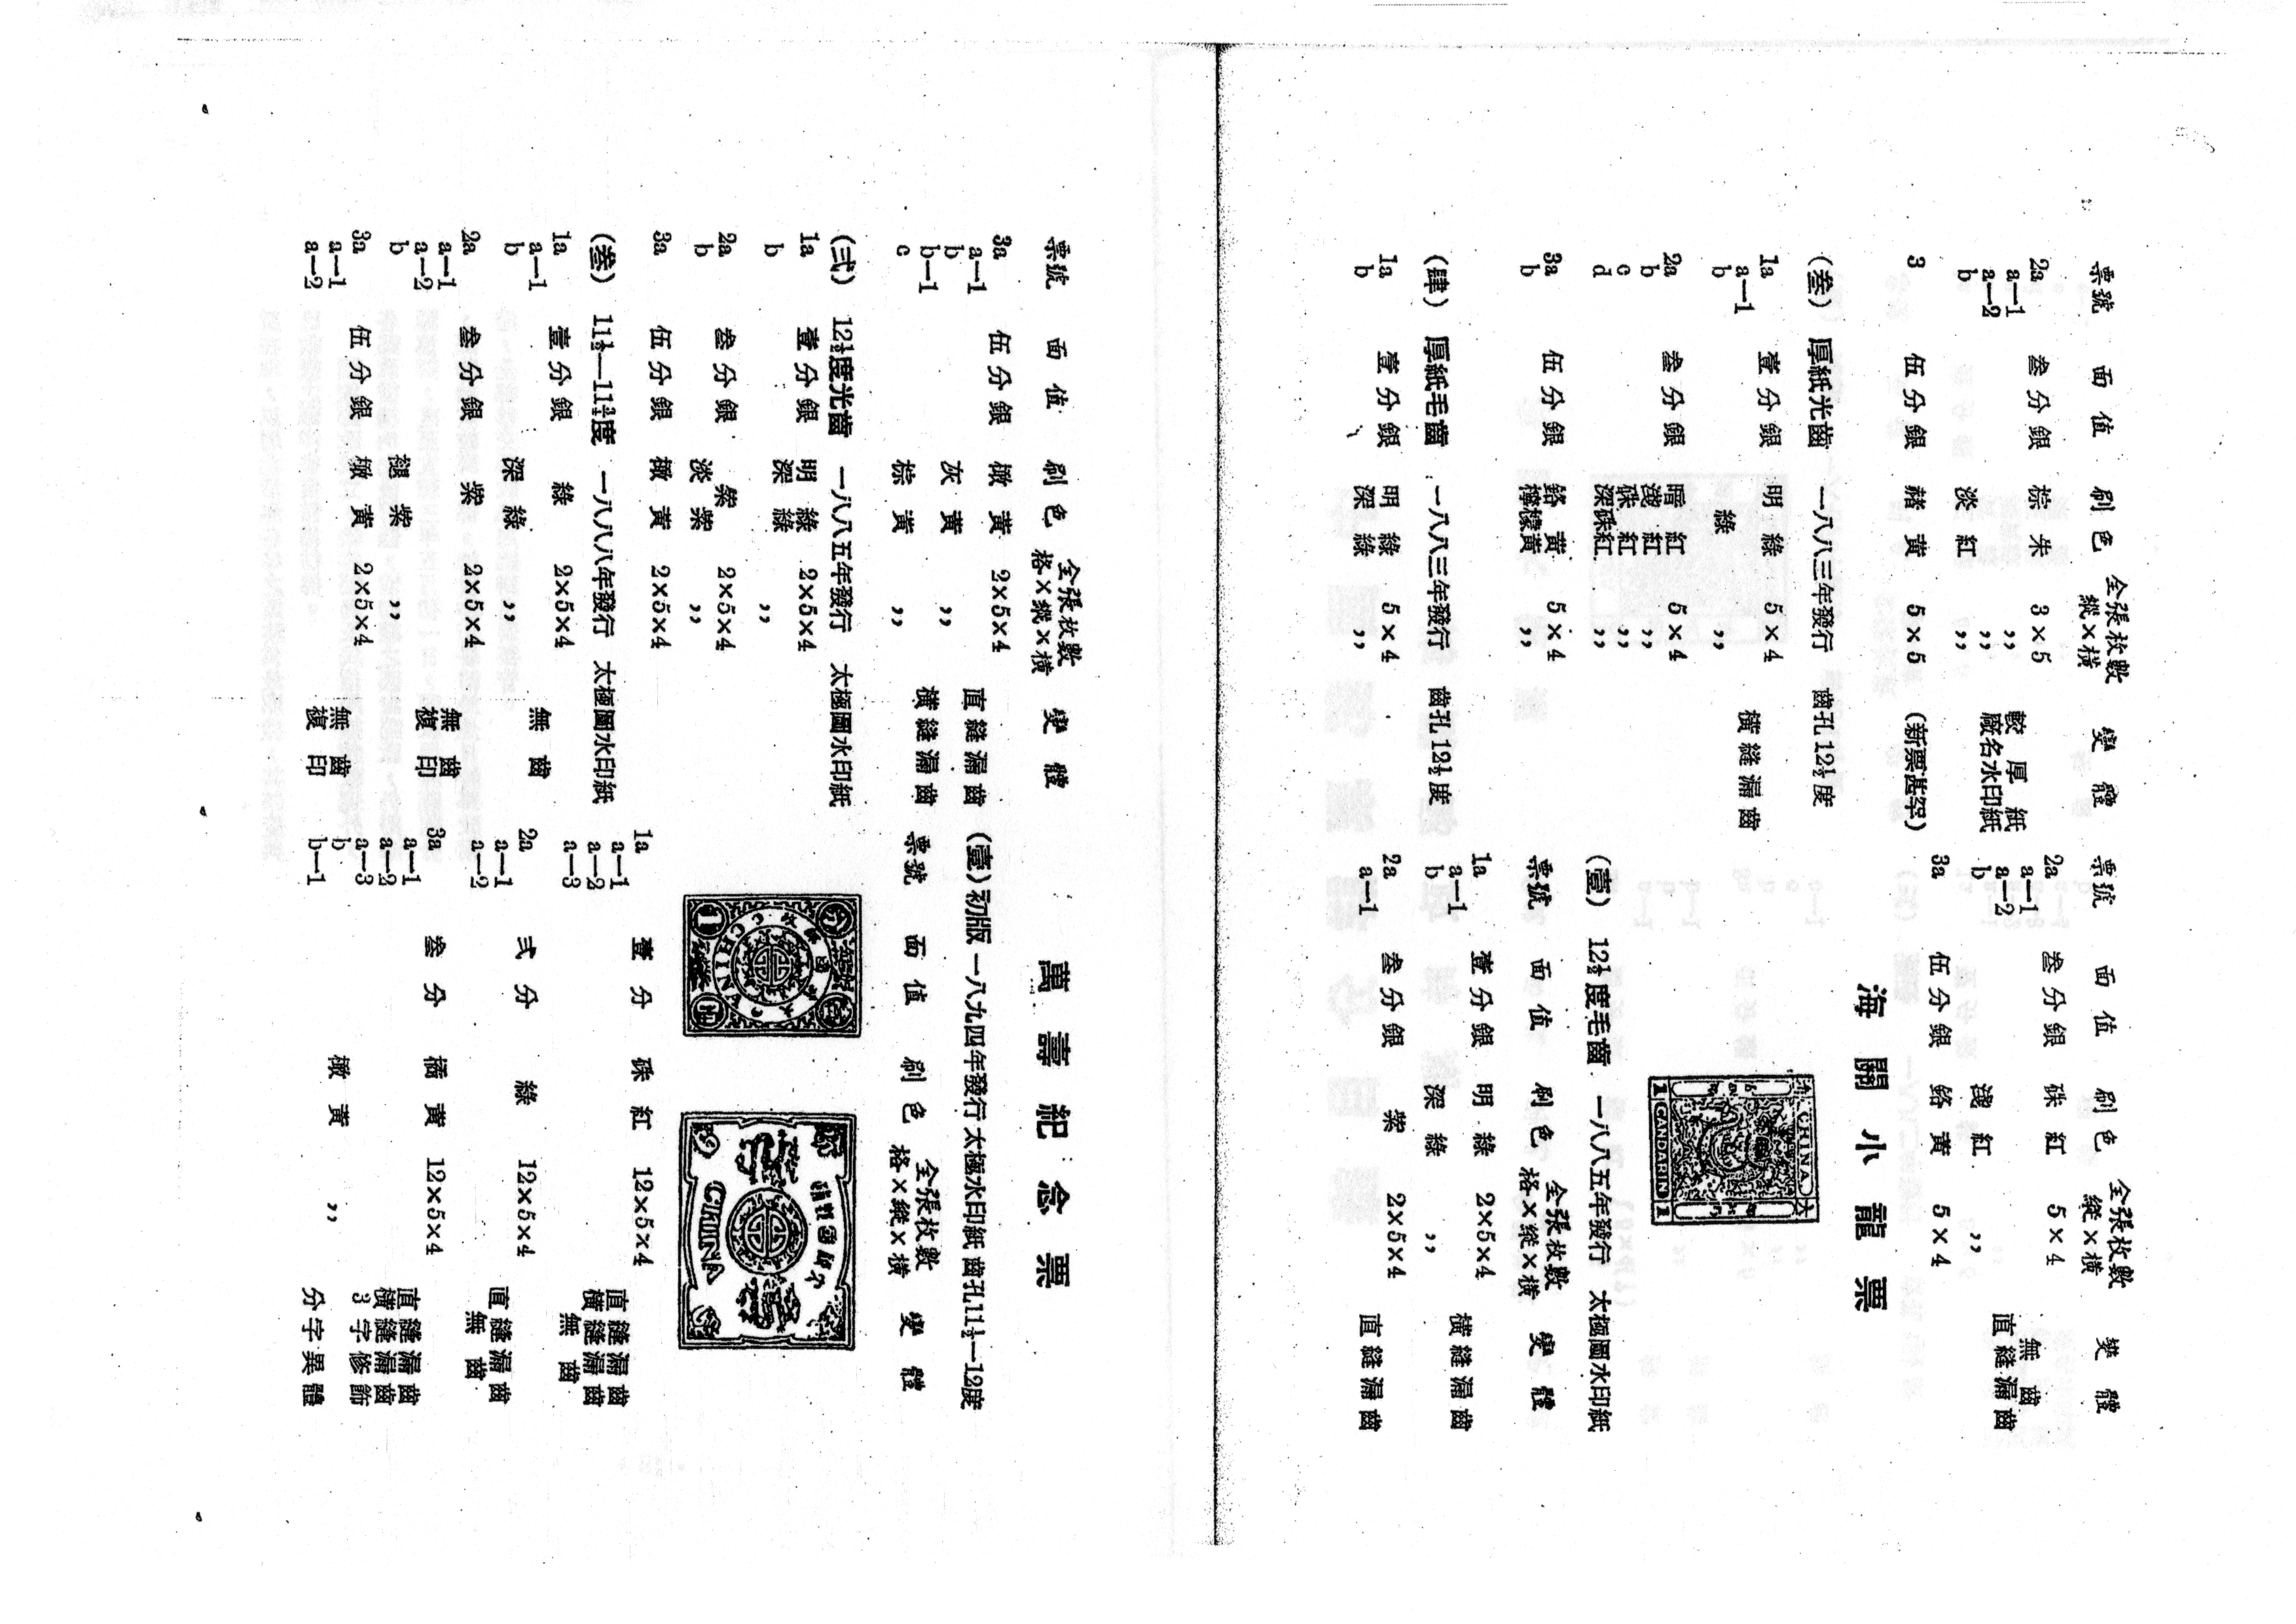 票號 面值 刷色 全張枚數 縱×橫 變體
2a 叁分銀 棕朱 3×5
a—1 ,, 較厚紙
a—2 ,, 廠名水印紙
b 淡紅 ,,
3 伍分銀 赭黃 5×5 (新票甚罕)
(叁) 厚紙光齒 一八八三年發行 齒孔12½度
1a 壹分銀 明綠 5×4
a—1 橫縫漏齒
b 綠 ,,
2a 叁分銀 暗紅 5×4
b 淺紅 ,,
c 硃紅 ,,
d 深硃紅 ,,
3a 伍分銀 鉻黃 5×4
b 檸檬黃 ,,
(肆) 厚紙毛齒 一八八三年發行 齒孔12½度
1a 壹分銀 明綠 5×4
b 深綠 ,,
票號 面值 刷色 全張枚數 縱×橫 變體
2a 叁分銀 硃紅 5×4
a—1 無齒
a—2 直縫漏齒
b 淺紅 ,,
3a 伍分銀 鉻黃 5×4
海關小龍票
大 CHINA
1 CANDARIN 1
(壹) 12½度毛齒 一八八五年發行 太極圖水印紙
票號 面值 刷色 全張枚數 格×縱×橫 變體
1a 壹分銀 明綠 2×5×4
a—1 橫縫漏齒
b 深綠 ,,
2a 叁分銀 紫 2×5×4
a—1 直縫漏齒
票號 面值 刷色 全張枚數 格×縱×橫 變體
3a 伍分銀 橄黃 2×5×4
a—1 直縫漏齒
b 灰黃 ,,
b—1 橫縫漏齒
c 棕黃 ,,
(弍) 12½度光齒 一八八五年發行 太極圖水印紙
1a 壹分銀 明綠 2×5×4
b 深綠 ,,
2a 叁分銀 紫 2×5×4
b 淡紫 ,,
3a 伍分銀 橄黃 2×5×4
(叁) 11½—11¾度 一八八八年發行 太極圖水印紙
1a 壹分銀 綠 2×5×4
a—1 無齒
b 深綠 ,,
2a 叁分銀 紫 2×5×4
a—1 無齒
a—2 複印
b 褪紫 ,,
3a 伍分銀 橄黃 2×5×4
a—1 無齒
a—2 複印
萬壽紀念票
(壹) 初版 一八九四年發行 太極水印紙 齒孔11½—12度
票號 面值 刷色 全張枚數 格×縱×橫 變體
CHINA
CHINA
1a 壹分 硃紅 12×5×4
a—1 直縫漏齒
a—2 橫縫漏齒
a—3 無齒
2a 弍分 綠 12×5×4
a—1 直縫漏齒
a—2 無齒
3a 叁分 橘黃 12×5×4
a—1 直縫漏齒
a—2 橫縫漏齒
a—3 3字修飾
b 橄黃 ,,
b—1 分字異體